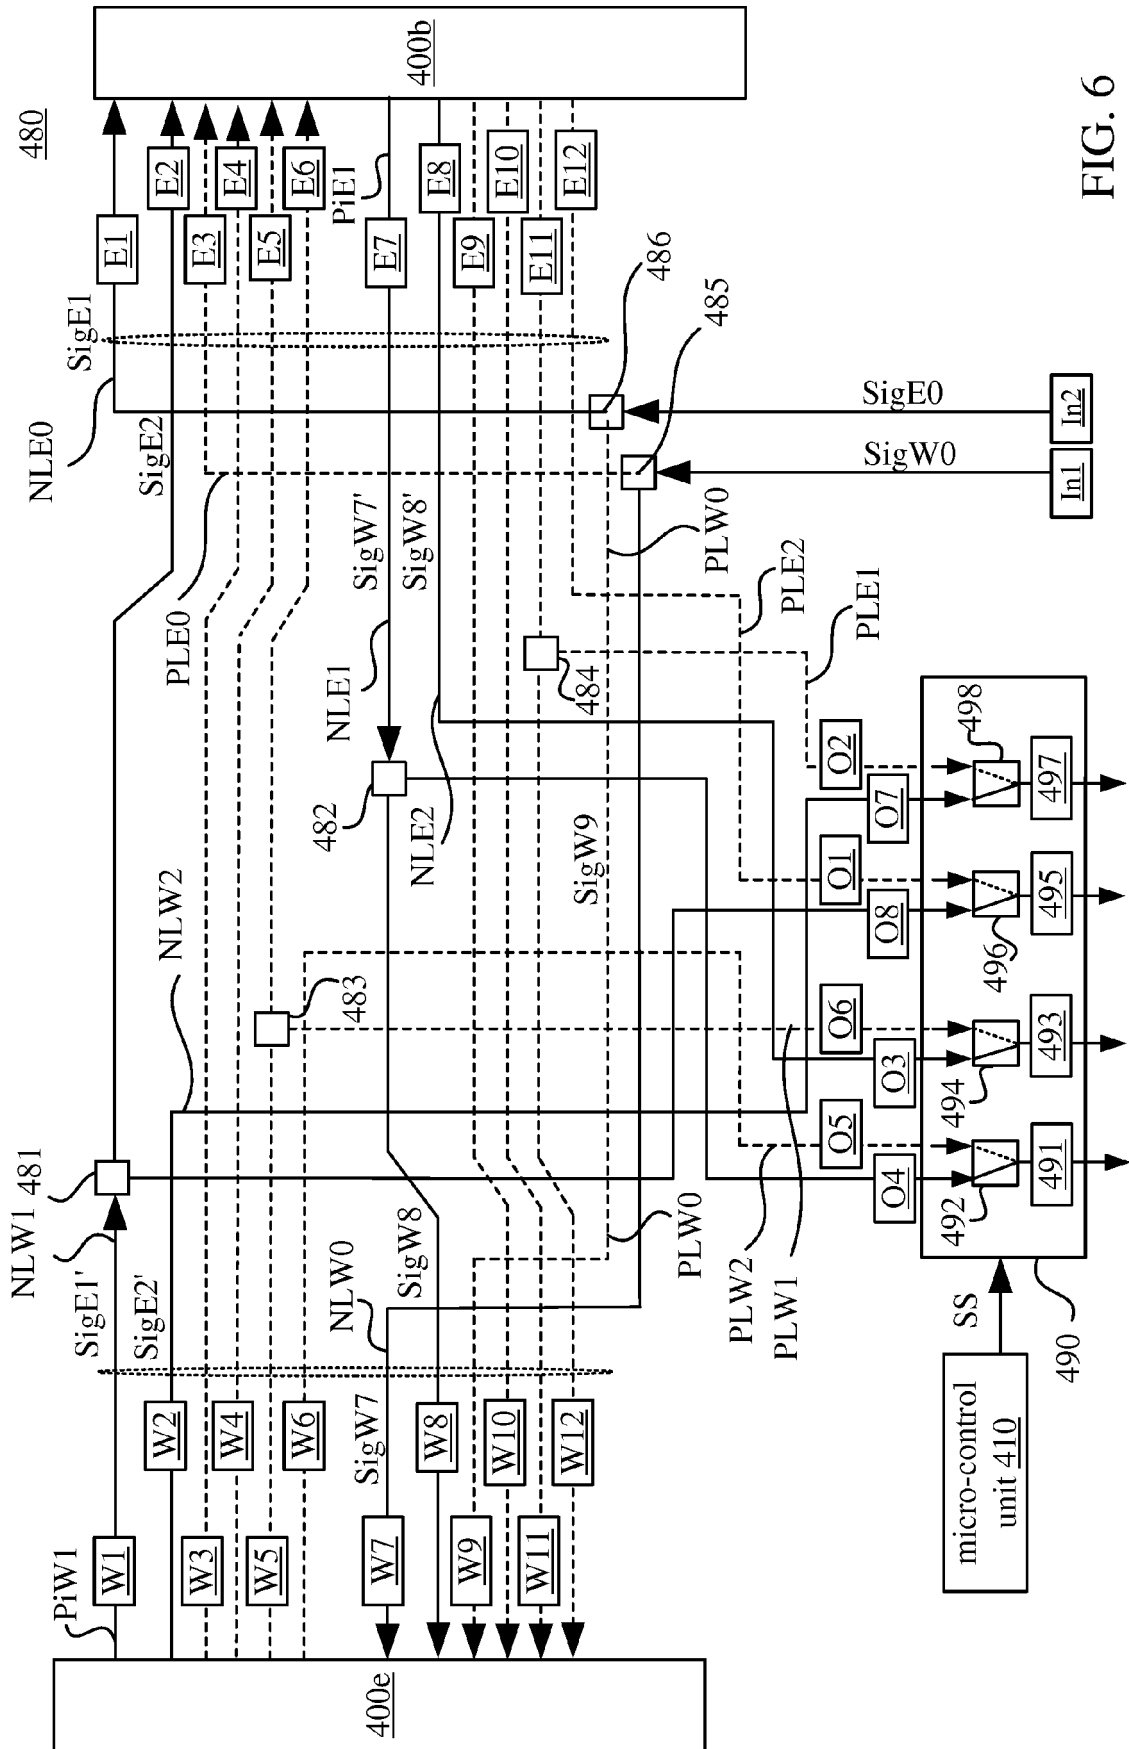 480
400b
E1
E2
E3
E4
E5
E6
PiE1
E7
E8
E9
E10
E11
E12
SigE1
NLE0
SigE2
486
485
SigE0
In2
SigW0
In1
PLE0
SigW7'
SigW8'
NLE1
NLE2
482
PLW0
PLE2
PLE1
484
SigW9
NLW2
483
481
NLW1
SigE1'
SigE2'
SigW8
NLW0
SigW7
PLW0
PLW2
PLW1
PiW1
W1
W2
W3
W4
W5
W6
W7
W8
W9
W10
W11
W12
400e
O2
O7
O1
O8
O6
O3
O5
O4
498
497
496
495
494
493
492
491
490
SS
micro-control
unit 410
FIG. 6